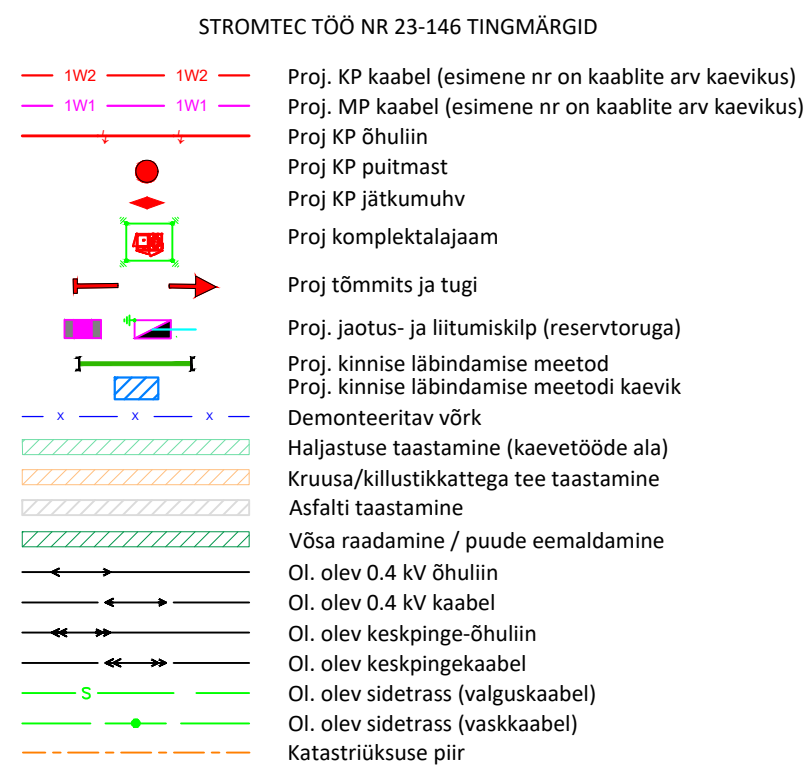 STROMTEC TÖÖ NR 23-146 TINGMÄRGID
1W2 1W2 Proj. KP kaabel (esimene nr on kaablite arv kaevikus)
1W1 1W1 Proj. MP kaabel (esimene nr on kaablite arv kaevikus)
Proj KP õhuliin
Proj KP puitmast
Proj KP jätkumuhv
Proj komplektalajaam
Proj tõmmits ja tugi
Proj. jaotus- ja liitumiskilp (reservtoruga)
Proj. kinnise läbindamise meetod
Proj. kinnise läbindamise meetodi kaevik
x x x Demonteeritav võrk
Haljastuse taastamine (kaevetööde ala)
Kruusa/killustikkattega tee taastamine
Asfalti taastamine
Võsa raadamine / puude eemaldamine
Ol. olev 0.4 kV õhuliin
Ol. olev 0.4 kV kaabel
Ol. olev keskpinge-õhuliin
Ol. olev keskpingekaabel
S Ol. olev sidetrass (valguskaabel)
Ol. olev sidetrass (vaskkaabel)
Katastriüksuse piir